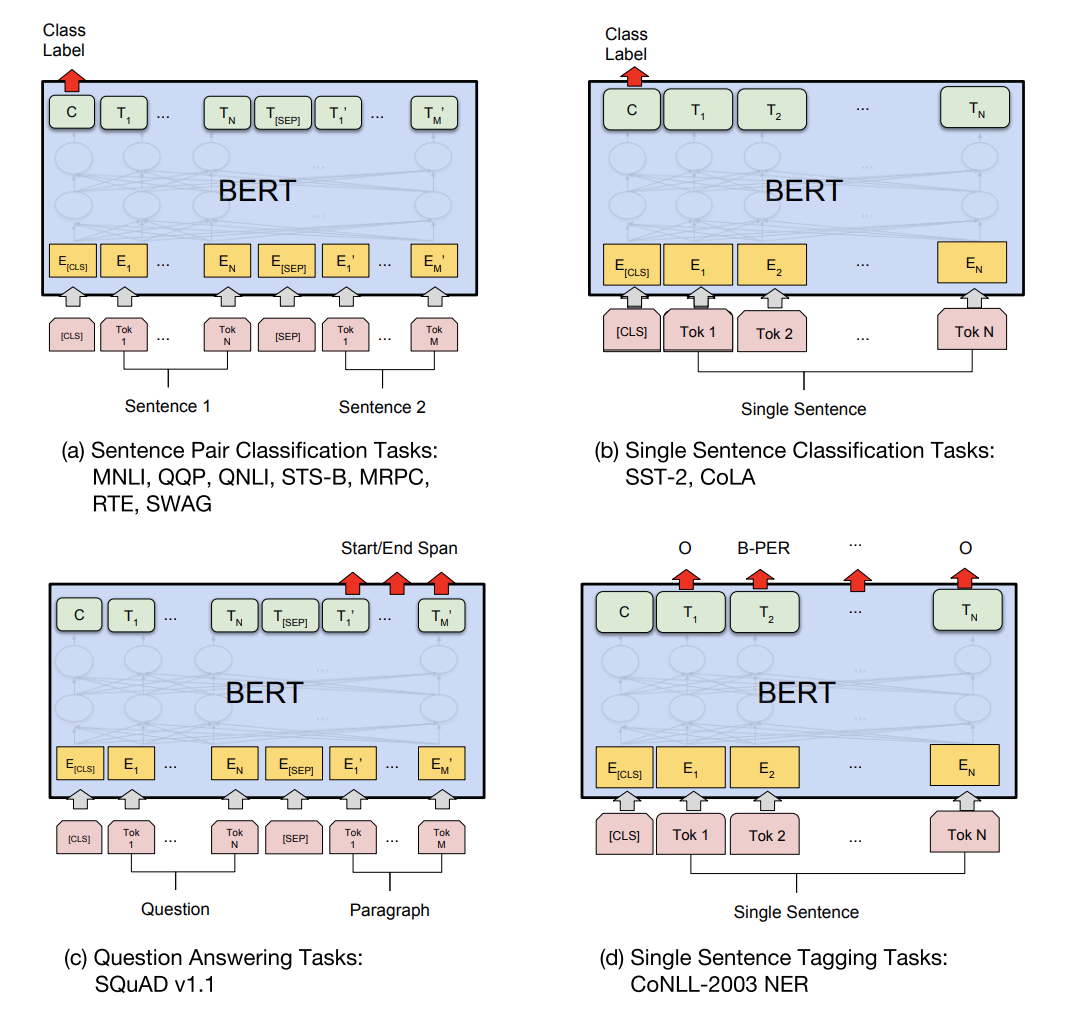 Class
Label
C T1 ... TN T[SEP] T1' ... TM'
...
BERT
...
E[CLS] E1 ... EN E[SEP] E1' ... EM'
[CLS] Tok 1 ... Tok N [SEP] Tok 1 ... Tok M
Sentence 1 Sentence 2
(a) Sentence Pair Classification Tasks:
MNLI, QQP, QNLI, STS-B, MRPC,
RTE, SWAG
Class
Label
C T1 T2 ... TN
...
BERT
...
E[CLS] E1 E2 ... EN
[CLS] Tok 1 Tok 2 ... Tok N
Single Sentence
(b) Single Sentence Classification Tasks:
SST-2, CoLA
Start/End Span
C T1 ... TN T[SEP] T1' ... TM'
...
BERT
...
E[CLS] E1 ... EN E[SEP] E1' ... EM'
[CLS] Tok 1 ... Tok N [SEP] Tok 1 ... Tok M
Question Paragraph
(c) Question Answering Tasks:
SQuAD v1.1
O B-PER ... O
C T1 T2 ... TN
...
BERT
...
E[CLS] E1 E2 ... EN
[CLS] Tok 1 Tok 2 ... Tok N
Single Sentence
(d) Single Sentence Tagging Tasks:
CoNLL-2003 NER